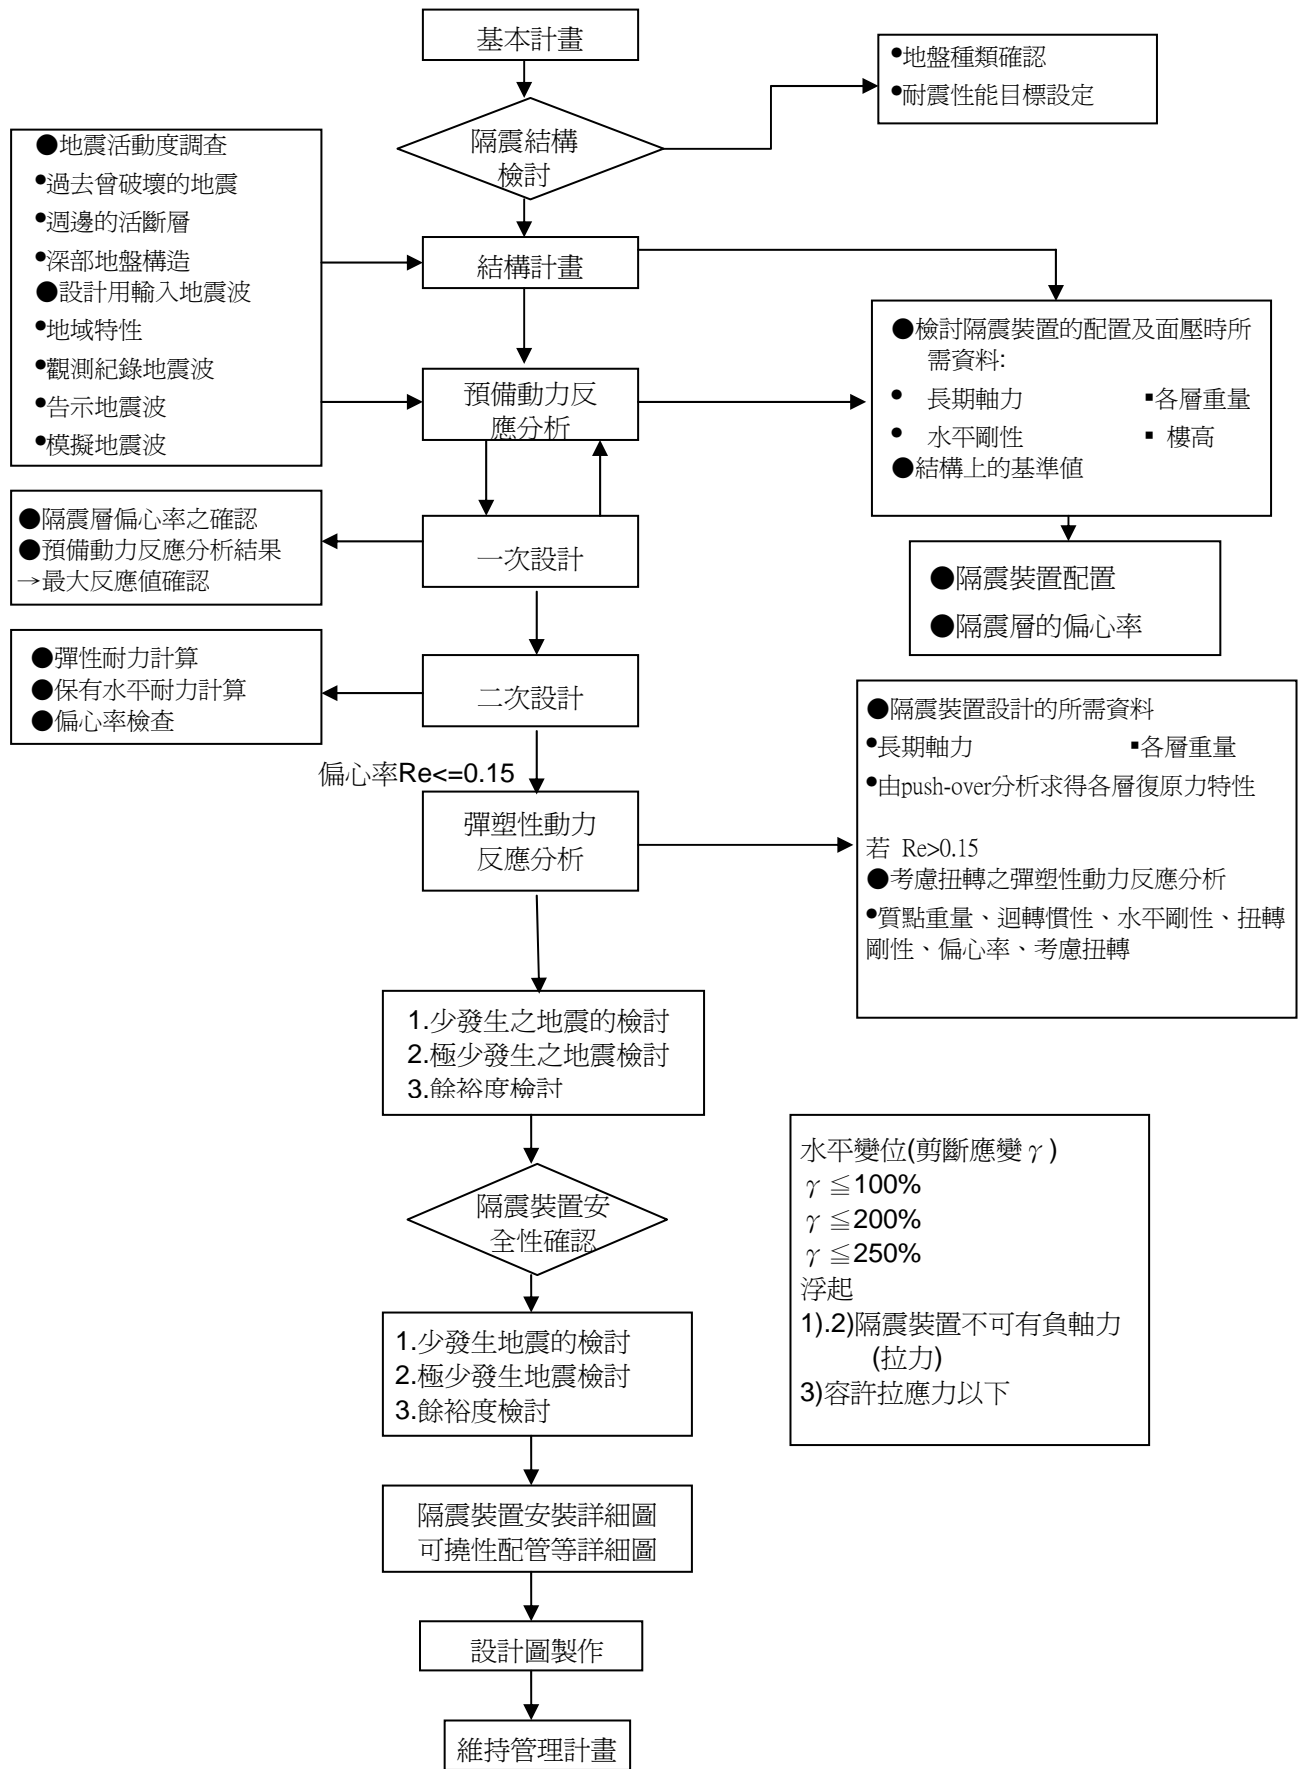 基本計畫
•地盤種類確認
•耐震性能目標設定
隔震結構
檢討
●地震活動度調查
•過去曾破壞的地震
•週邊的活斷層
•深部地盤構造
●設計用輸入地震波
•地域特性
•觀測紀錄地震波
•告示地震波
•模擬地震波
結構計畫
●檢討隔震裝置的配置及面壓時所
需資料:
• 長期軸力 ▪各層重量
• 水平剛性 ▪ 樓高
●結構上的基準值
預備動力反
應分析
●隔震層偏心率之確認
●預備動力反應分析結果
→最大反應值確認
一次設計
●隔震裝置配置
●隔震層的偏心率
●彈性耐力計算
●保有水平耐力計算
●偏心率檢查
二次設計
偏心率Re<=0.15
●隔震裝置設計的所需資料
•長期軸力 ▪各層重量
•由push-over分析求得各層復原力特性
若 Re>0.15
●考慮扭轉之彈塑性動力反應分析
•質點重量、迴轉慣性、水平剛性、扭轉
剛性、偏心率、考慮扭轉
彈塑性動力
反應分析
1.少發生之地震的檢討
2.極少發生之地震檢討
3.餘裕度檢討
水平變位(剪斷應變γ)
γ≦100%
γ≦200%
γ≦250%
浮起
1).2)隔震裝置不可有負軸力
(拉力)
3)容許拉應力以下
隔震裝置安
全性確認
1.少發生地震的檢討
2.極少發生地震檢討
3.餘裕度檢討
隔震裝置安裝詳細圖
可撓性配管等詳細圖
設計圖製作
維持管理計畫